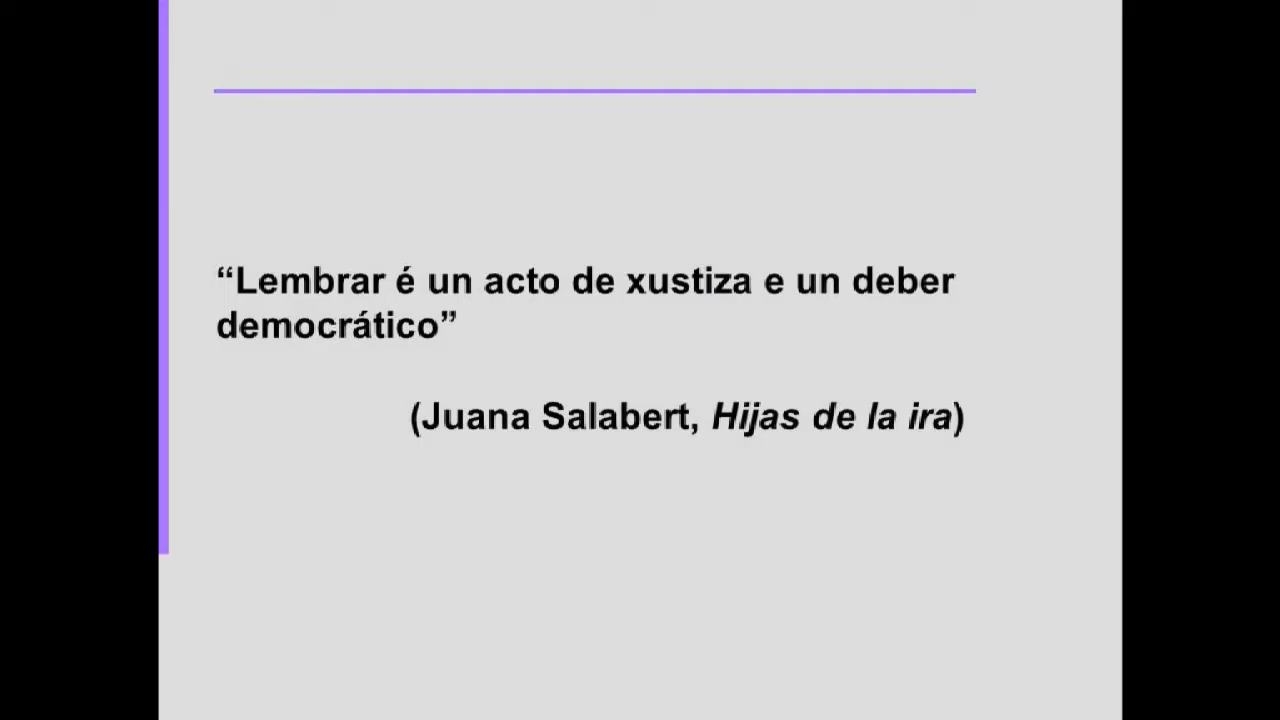 “Lembrar é un acto de xustiza e un deber
democrático”
(Juana Salabert, Hijas de la ira)